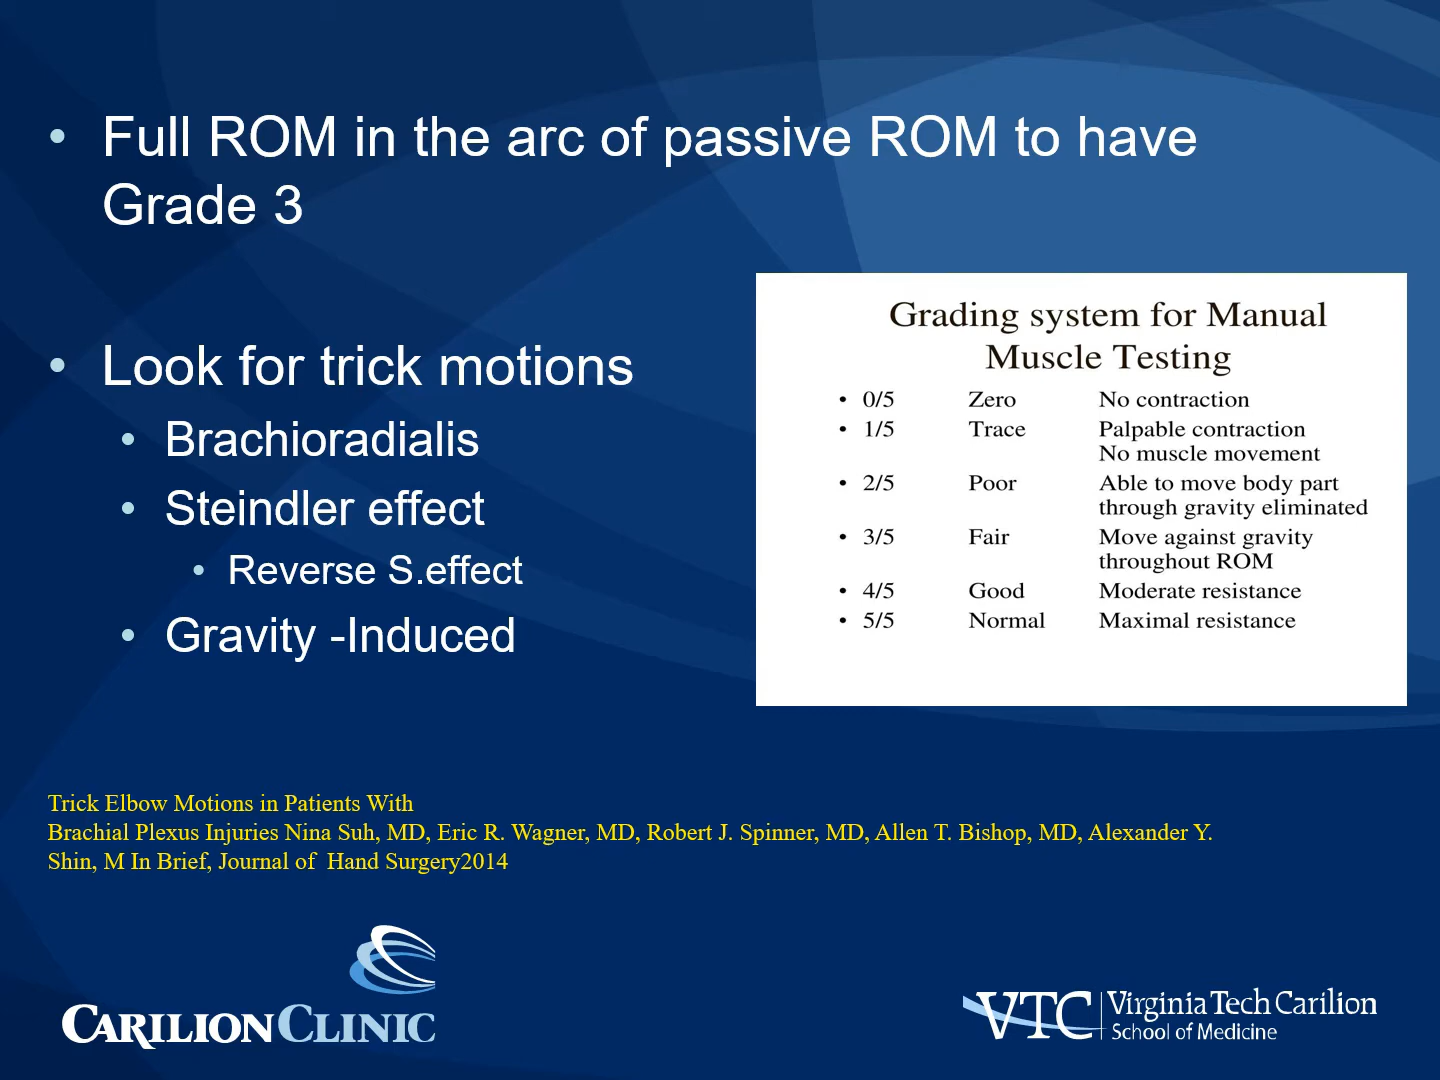 • Full ROM in the arc of passive ROM to have
Grade 3
• Look for trick motions
• Brachioradialis
• Steindler effect
• Reverse S.effect
• Gravity -Induced
Grading system for Manual
Muscle Testing
• 0/5 Zero No contraction
• 1/5 Trace Palpable contraction
No muscle movement
• 2/5 Poor Able to move body part
through gravity eliminated
• 3/5 Fair Move against gravity
throughout ROM
• 4/5 Good Moderate resistance
• 5/5 Normal Maximal resistance
Trick Elbow Motions in Patients With
Brachial Plexus Injuries Nina Suh, MD, Eric R. Wagner, MD, Robert J. Spinner, MD, Allen T. Bishop, MD, Alexander Y.
Shin, M In Brief, Journal of Hand Surgery2014
CARILION CLINIC
VTC Virginia Tech Carilion
School of Medicine